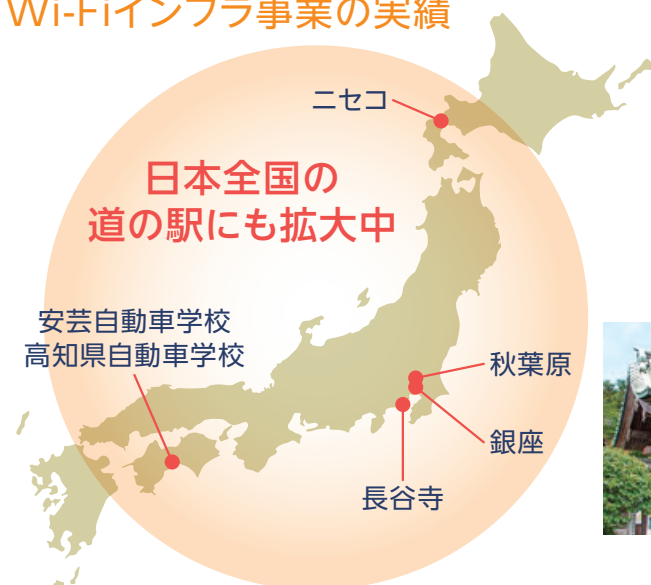 Wi-Fiインフラ事業の実績
ニセコ
日本全国の
道の駅にも拡大中
安芸自動車学校
高知県自動車学校
秋葉原
銀座
長谷寺